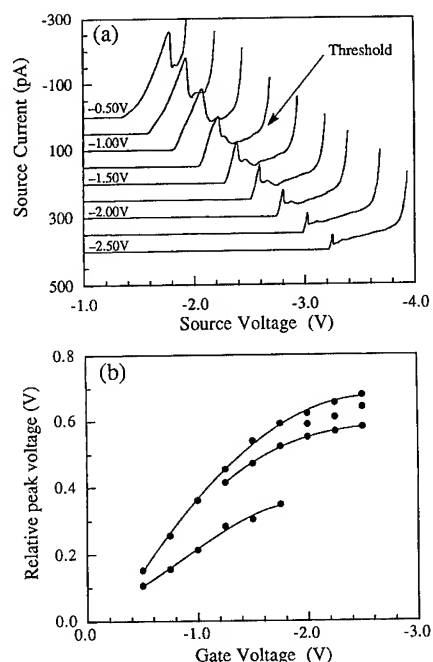 (a)
Source Current (pA)
-300
-100
100
300
500
Threshold
-0.50V
-1.00V
-1.50V
-2.00V
-2.50V
-1.0
-2.0
-3.0
-4.0
Source Voltage (V)
(b)
Relative peak voltage (V)
0.8
0.6
0.4
0.2
0.0
0.0
-1.0
-2.0
-3.0
Gate Voltage (V)